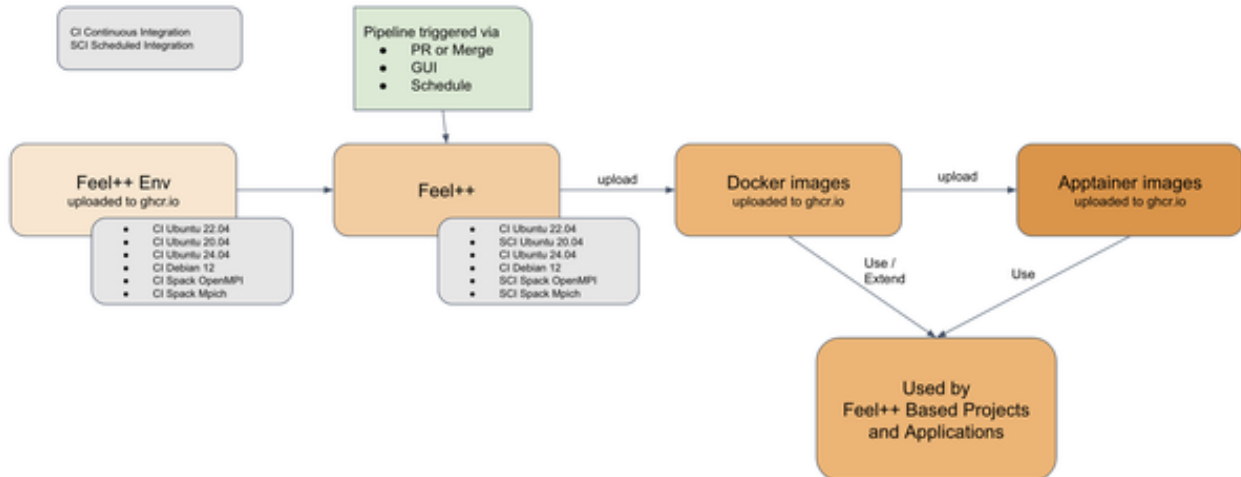 CI Continuous Integration
SCI Scheduled Integration
Pipeline triggered via
● PR or Merge
● GUI
● Schedule
Feel++ Env
uploaded to ghcr.io
● CI Ubuntu 22.04
● CI Ubuntu 20.04
● CI Ubuntu 24.04
● CI Debian 12
● CI Spack OpenMPI
● CI Spack Mpich
Feel++
● CI Ubuntu 22.04
● SCI Ubuntu 20.04
● CI Ubuntu 24.04
● CI Debian 12
● SCI Spack OpenMPI
● SCI Spack Mpich
upload
Docker images
uploaded to ghcr.io
upload
Apptainer images
uploaded to ghcr.io
Use /
Extend
Use
Used by
Feel++ Based Projects
and Applications